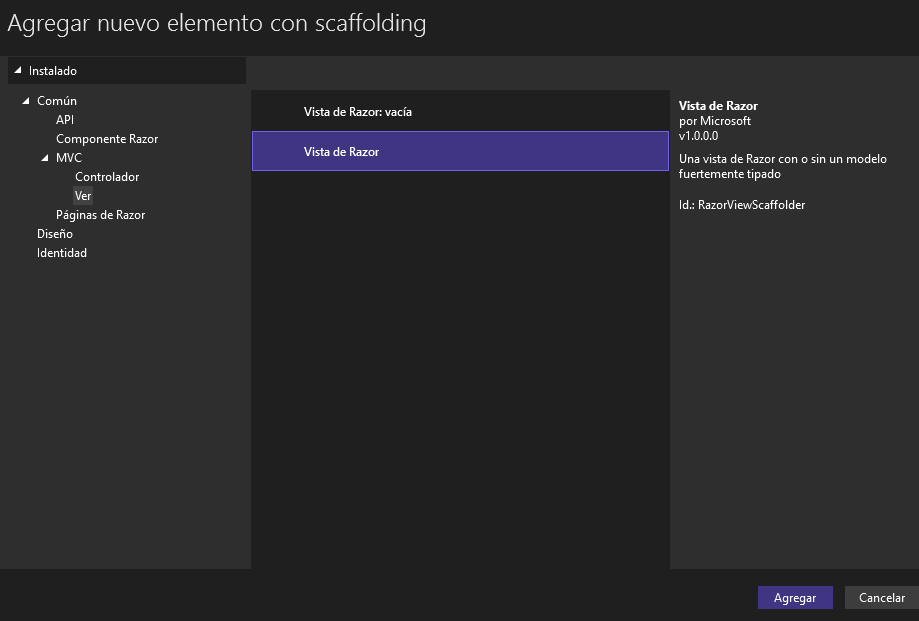 Agregar nuevo elemento con scaffolding
Instalado
Común
API
Componente Razor
MVC
Controlador
Ver
Páginas de Razor
Diseño
Identidad
Vista de Razor: vacía
Vista de Razor
Vista de Razor
por Microsoft
v1.0.0.0
Una vista de Razor con o sin un modelo
fuertemente tipado
Id.: RazorViewScaffolder
Agregar
Cancelar